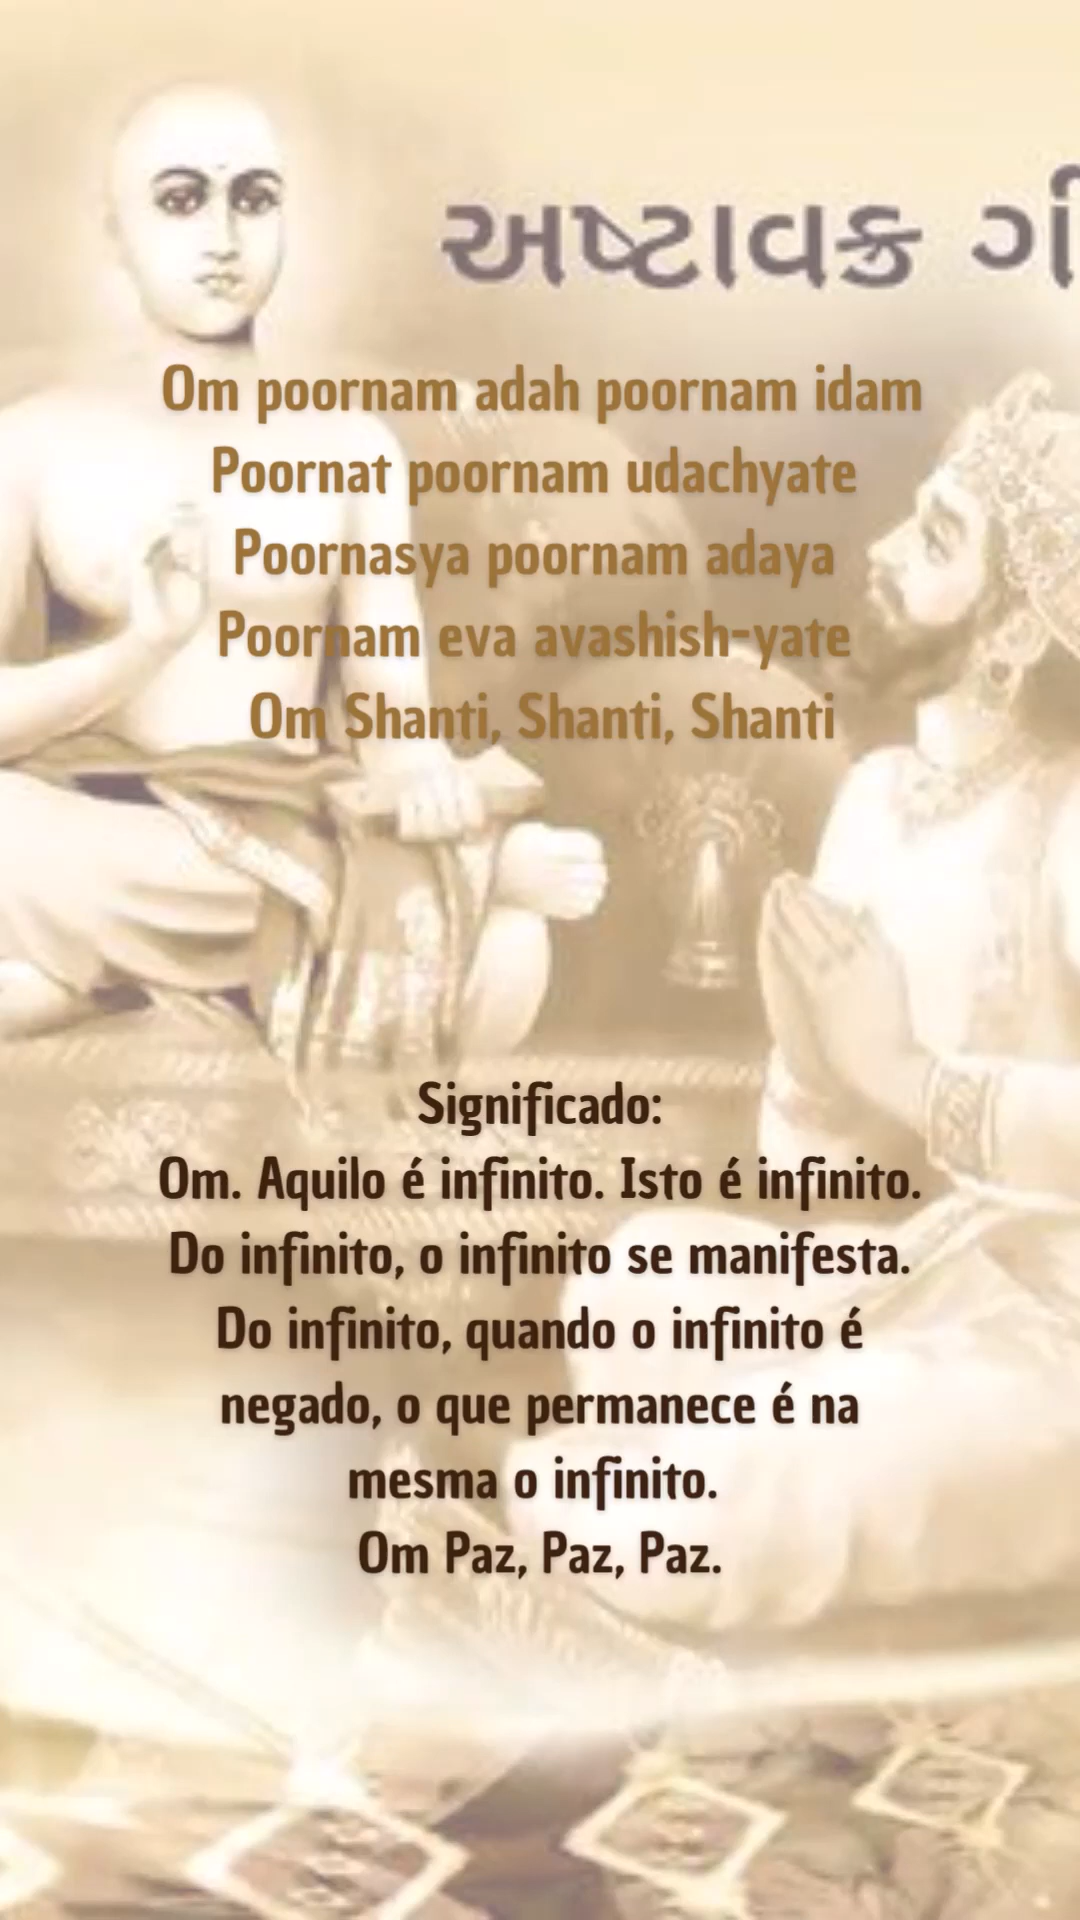 અષ્ટાવક્ર
Om poornam adah poornam idam
Poornat poornam udachyate
Poornasya poornam adaya
Poornam eva avashish-yate
Om Shanti, Shanti, Shanti
Significado:
Om. Aquilo é infinito. Isto é infinito.
Do infinito, o infinito se manifesta.
Do infinito, quando o infinito é
negado, o que permanece é na
mesma o infinito.
Om Paz, Paz, Paz.